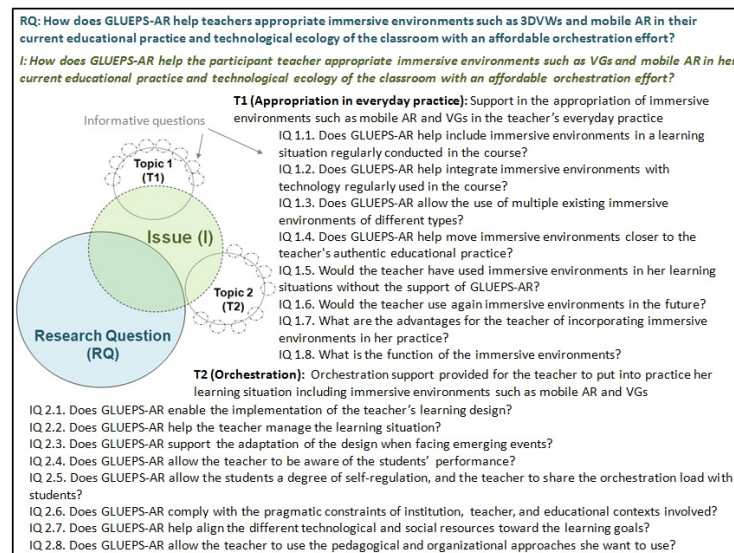 RQ: How does GLUEPS-AR help teachers appropriate immersive environments such as 3DVWs and mobile AR in their
current educational practice and technological ecology of the classroom with an affordable orchestration effort?
I: How does GLUEPS-AR help the participant teacher appropriate immersive environments such as VGs and mobile AR in her
current educational practice and technological ecology of the classroom with an affordable orchestration effort?
T1 (Appropriation in everyday practice): Support in the appropriation of immersive
environments such as mobile AR and VGs in the teacher's everyday practice
Informative questions
IQ 1.1. Does GLUEPS-AR help include immersive environments in a learning
situation regularly conducted in the course?
IQ 1.2. Does GLUEPS-AR help integrate immersive environments with
technology regularly used in the course?
IQ 1.3. Does GLUEPS-AR allow the use of multiple existing immersive
environments of different types?
IQ 1.4. Does GLUEPS-AR help move immersive environments closer to the
teacher's authentic educational practice?
IQ 1.5. Would the teacher have used immersive environments in her learning
situations without the support of GLUEPS-AR?
IQ 1.6. Would the teacher use again immersive environments in the future?
IQ 1.7. What are the advantages for the teacher of incorporating immersive
environments in her practice?
IQ 1.8. What is the function of the immersive environments?
Topic 1
(T1)
Issue (I)
Topic 2
(T2)
Research Question
(RQ)
T2 (Orchestration): Orchestration support provided for the teacher to put into practice her
learning situation including immersive environments such as mobile AR and VGs
IQ 2.1. Does GLUEPS-AR enable the implementation of the teacher's learning design?
IQ 2.2. Does GLUEPS-AR help the teacher manage the learning situation?
IQ 2.3. Does GLUEPS-AR support the adaptation of the design when facing emerging events?
IQ 2.4. Does GLUEPS-AR allow the teacher to be aware of the students' performance?
IQ 2.5. Does GLUEPS-AR allow the students a degree of self-regulation, and the teacher to share the orchestration load with
students?
IQ 2.6. Does GLUEPS-AR comply with the pragmatic constraints of institution, teacher, and educational contexts involved?
IQ 2.7. Does GLUEPS-AR help align the different technological and social resources toward the learning goals?
IQ 2.8. Does GLUEPS-AR allow the teacher to use the pedagogical and organizational approaches she want to use?